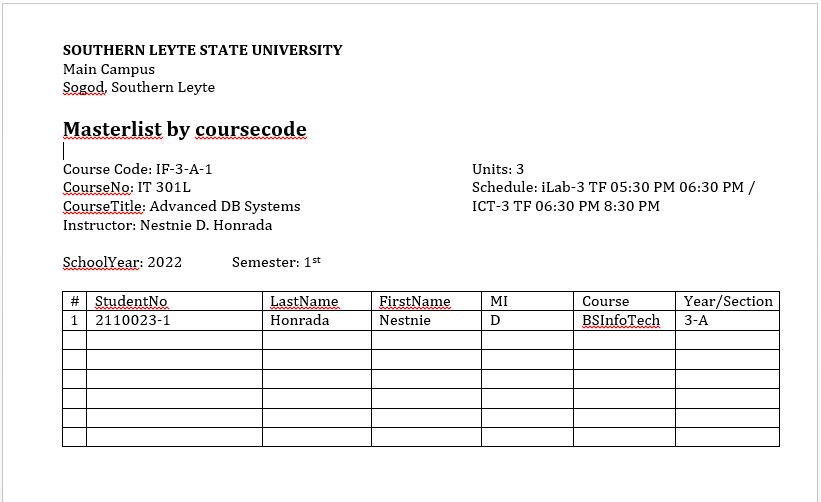 SOUTHERN LEYTE STATE UNIVERSITY
Main Campus
Sogod, Southern Leyte
Masterlist by coursecode
Course Code: IF-3-A-1
CourseNo: IT 301L
CourseTitle: Advanced DB Systems
Instructor: Nestnie D. Honrada
Units: 3
Schedule: iLab-3 TF 05:30 PM 06:30 PM /
ICT-3 TF 06:30 PM 8:30 PM
SchoolYear: 2022 Semester: 1st
# StudentNo LastName FirstName MI Course Year/Section
1 2110023-1 Honrada Nestnie D BSInfoTech 3-A